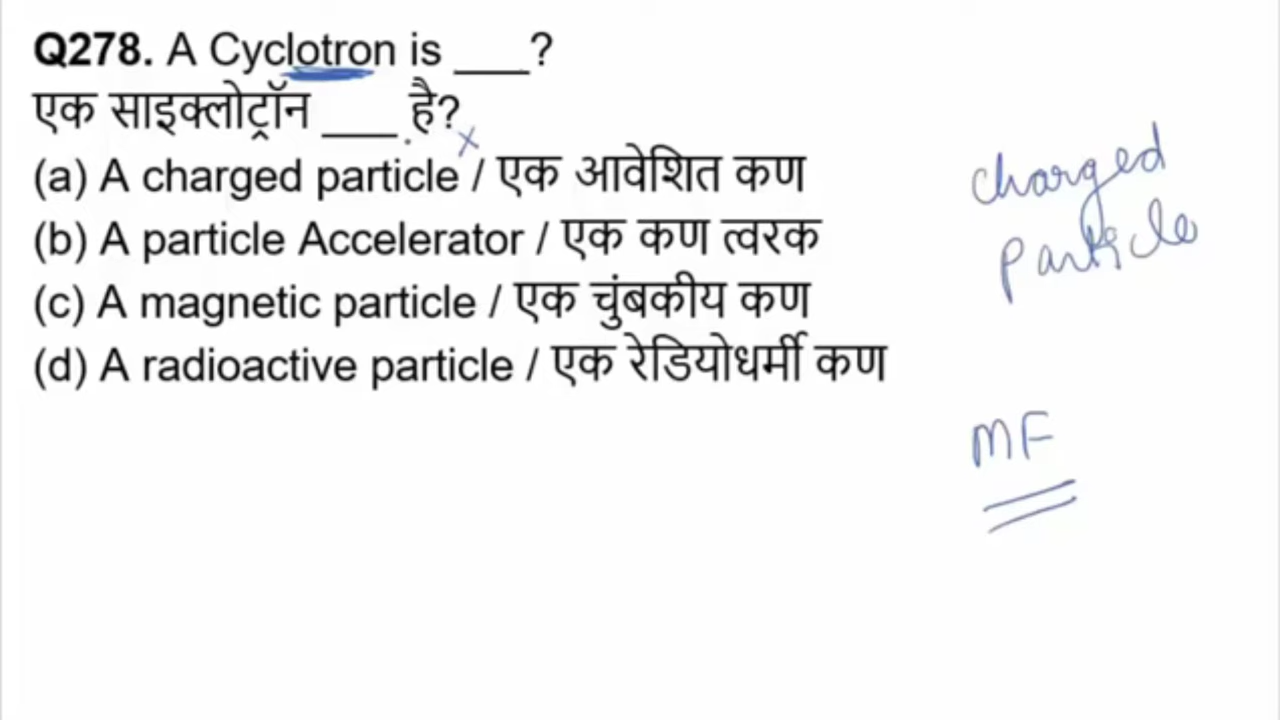 Q278. A Cyclotron is ___?
एक साइक्लोट्रॉन ___ है?
(a) A charged particle / एक आवेशित कण
(b) A particle Accelerator / एक कण त्वरक
(c) A magnetic particle / एक चुंबकीय कण
(d) A radioactive particle / एक रेडियोधर्मी कण
charged
particle
MF